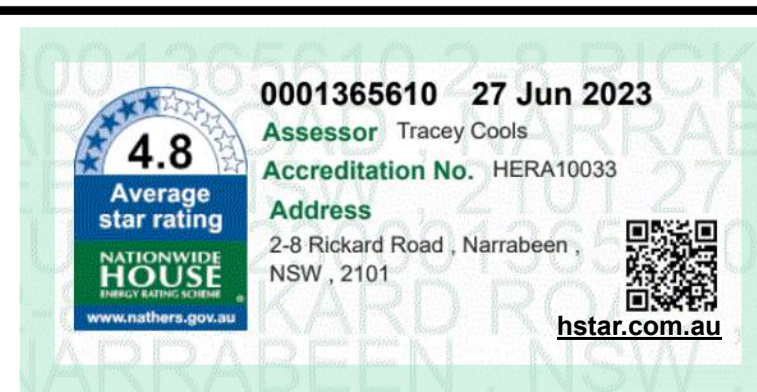 0001365610 27 Jun 2023
Assessor Tracey Cools
Accreditation No. HERA10033
Address
2-8 Rickard Road , Narrabeen ,
NSW , 2101
4.8
Average
star rating
NATIONWIDE
HOUSE
ENERGY RATING SCHEME
www.nathers.gov.au
hstar.com.au